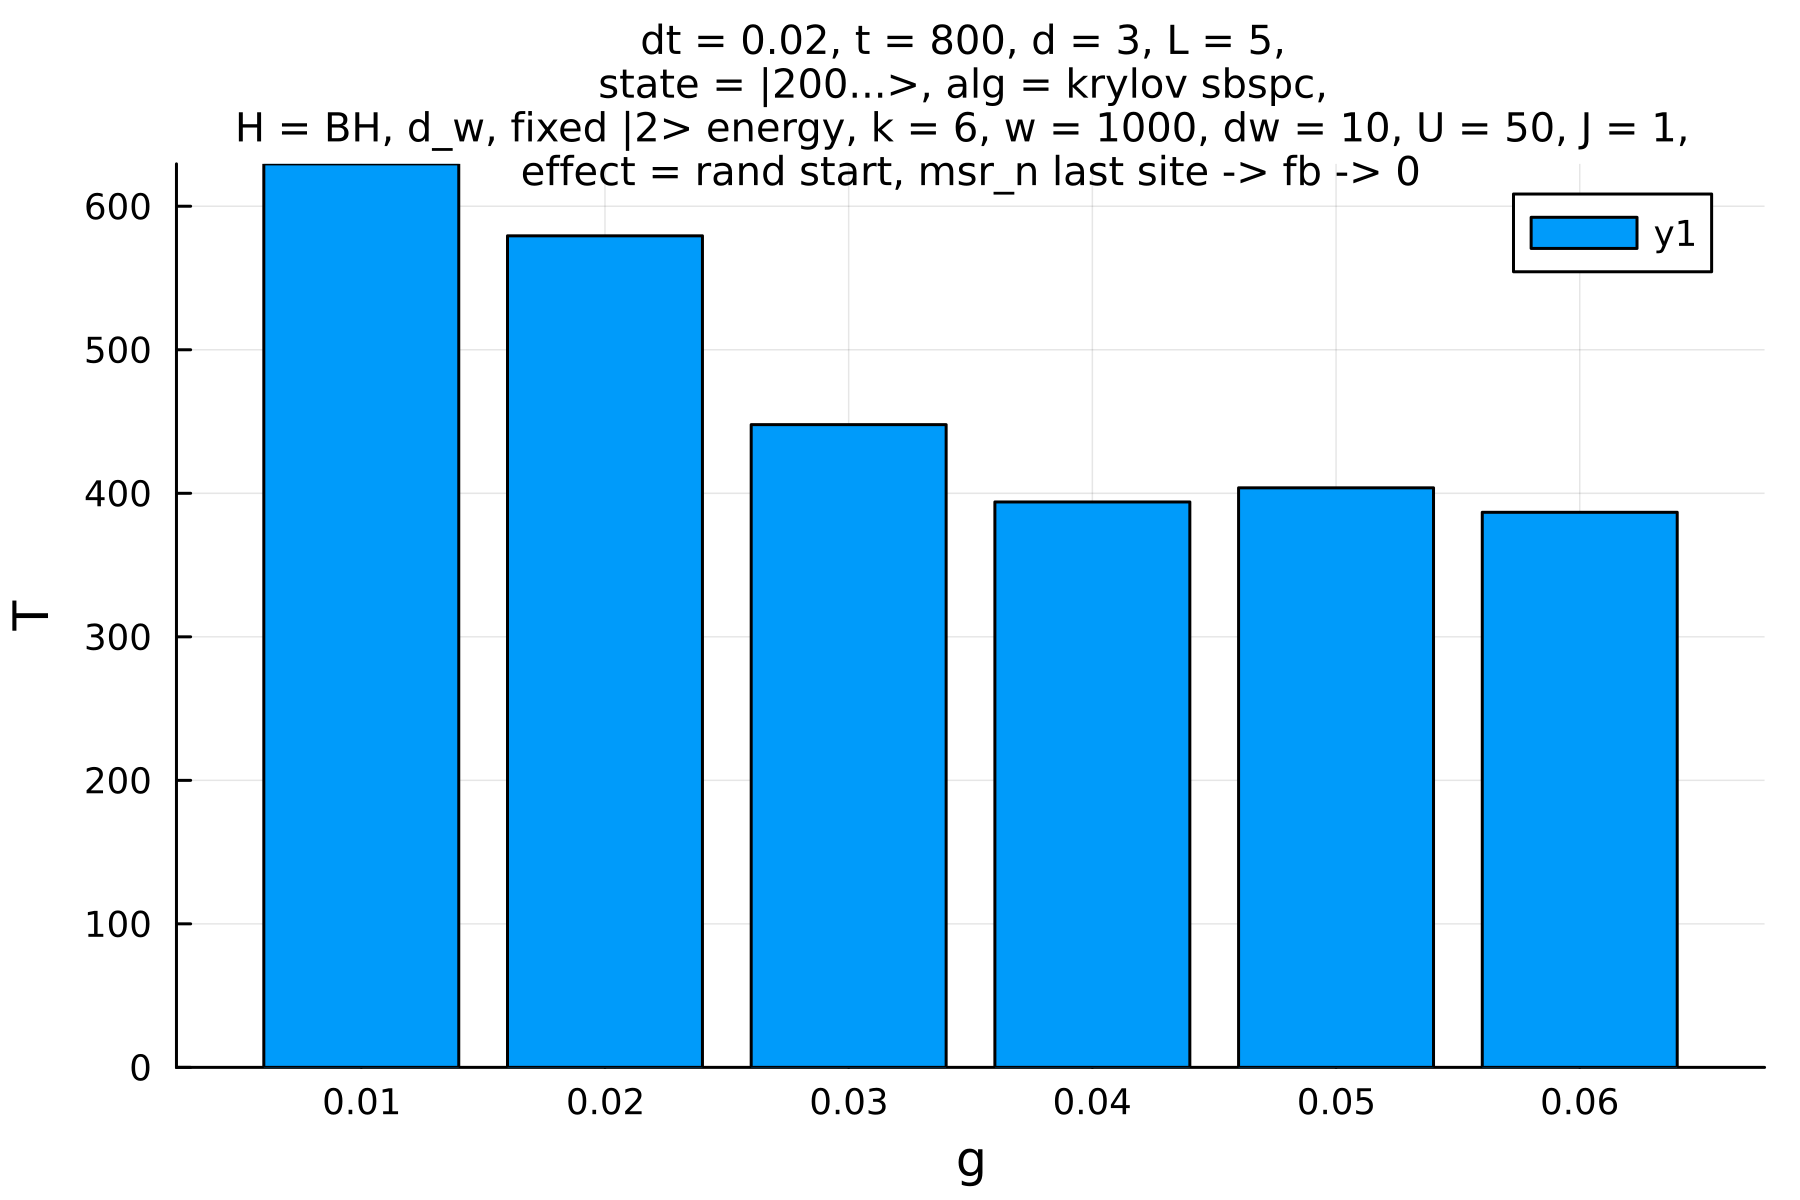 dt = 0.02, t = 800, d = 3, L = 5,
state = |200...>, alg = krylov sbspc,
H = BH, d_w, fixed |2> energy, k = 6, w = 1000, dw = 10, U = 50, J = 1,
effect = rand start, msr_n last site -> fb -> 0
y1
600
500
400
300
200
100
0
T
0.01 0.02 0.03 0.04 0.05 0.06
g